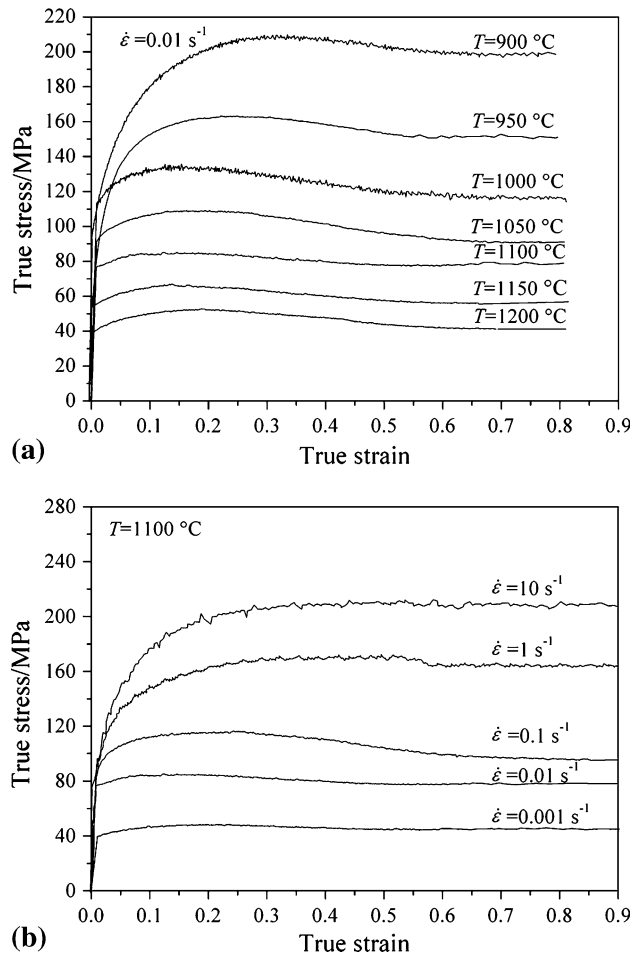 220
200
180
160
140
120
100
80
60
40
20
0
True stress/MPa
ε̇ =0.01 s⁻¹
T=900 °C
T=950 °C
T=1000 °C
T=1050 °C
T=1100 °C
T=1150 °C
T=1200 °C
0.0 0.1 0.2 0.3 0.4 0.5 0.6 0.7 0.8 0.9
(a)
True strain
280
240
200
160
120
80
40
0
True stress/MPa
T=1100 °C
ε̇ =10 s⁻¹
ε̇ =1 s⁻¹
ε̇ =0.1 s⁻¹
ε̇ =0.01 s⁻¹
ε̇ =0.001 s⁻¹
0.0 0.1 0.2 0.3 0.4 0.5 0.6 0.7 0.8 0.9
(b)
True strain